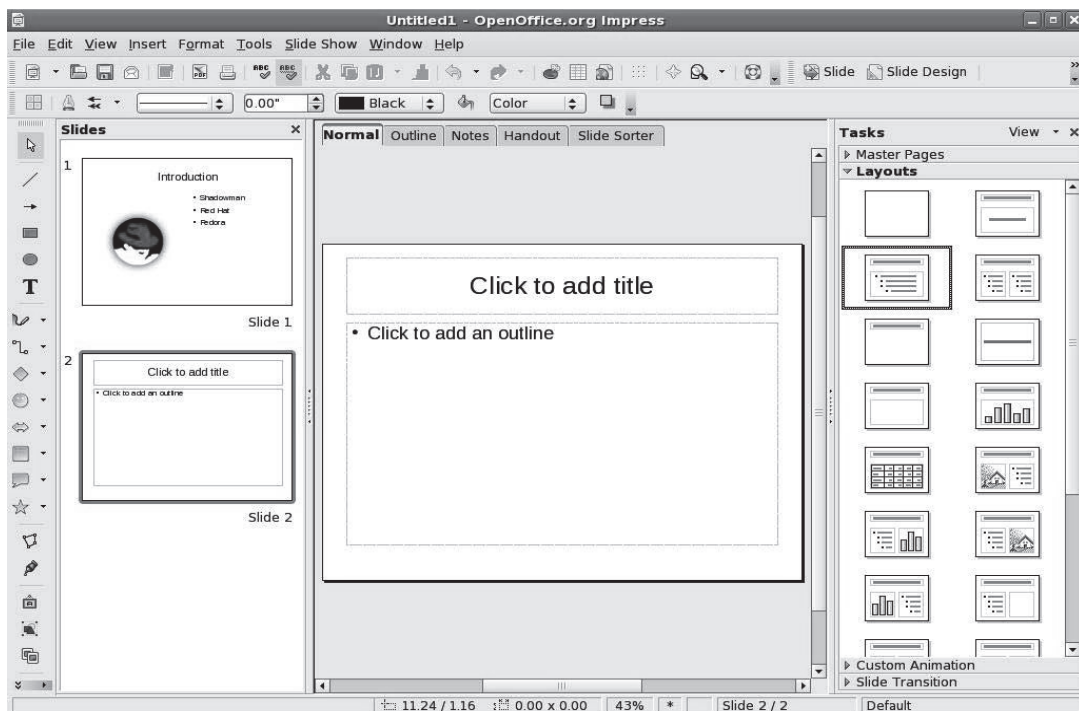 Untitled1 - OpenOffice.org Impress
File Edit View Insert Format Tools Slide Show Window Help
ABC ABC Slide Slide Design
0.00" Black Color
Slides
1
Introduction
• Shadowman
• Red Hat
• Fedora
Slide 1
2
Click to add title
• Click to add an outline
Slide 2
Normal Outline Notes Handout Slide Sorter
Click to add title
• Click to add an outline
Tasks View
Master Pages
Layouts
Custom Animation
Slide Transition
11.24 / 1.16 0.00 x 0.00 43% * Slide 2 / 2 Default